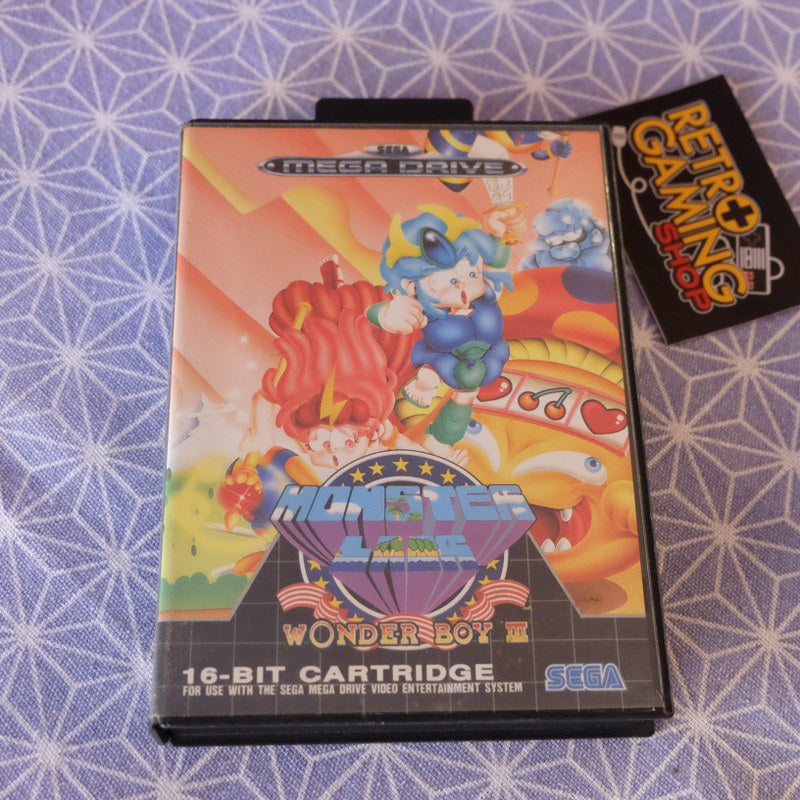 SEGA
MEGA DRIVE
MONSTER
LAIR
WONDER BOY III
16-BIT CARTRIDGE
FOR USE WITH THE SEGA MEGA DRIVE VIDEO ENTERTAINMENT SYSTEM
SEGA
RETRO
GAMING
SHOP